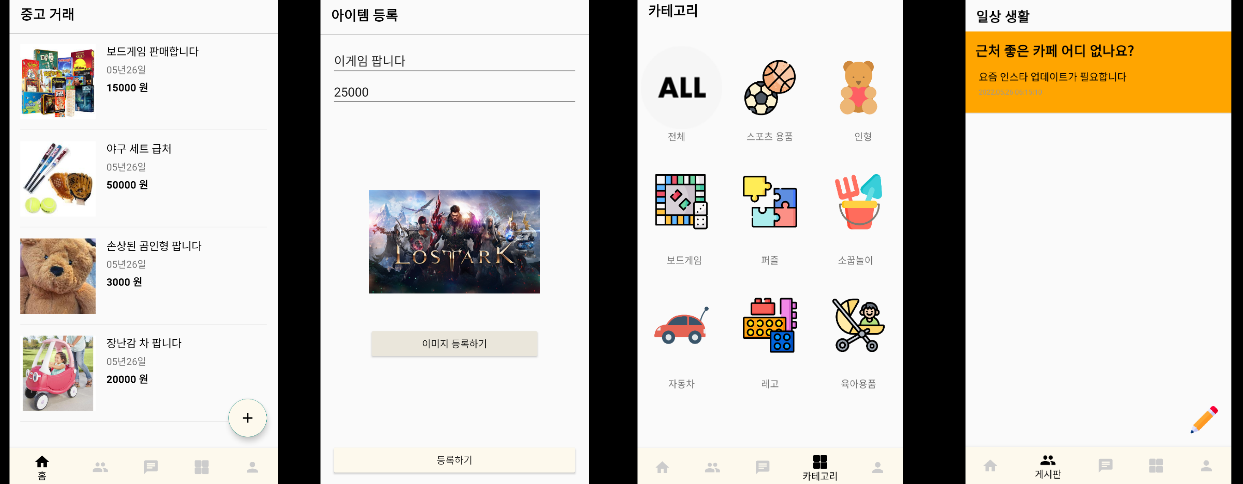 중고 거래
보드게임 판매합니다
05년26일
15000 원
야구 세트 급처
05년26일
50000 원
손상된 곰인형 팝니다
05년26일
3000 원
장난감 차 팝니다
05년26일
20000 원
+
홈
아이템 등록
이게임 팝니다
25000
LOST ARK
이미지 등록하기
등록하기
카테고리
ALL
전체
스포츠 용품
인형
보드게임
퍼즐
소꿉놀이
자동차
레고
육아용품
카테고리
일상 생활
근처 좋은 카페 어디 없나요?
요즘 인스타 업데이트가 필요합니다
게시판